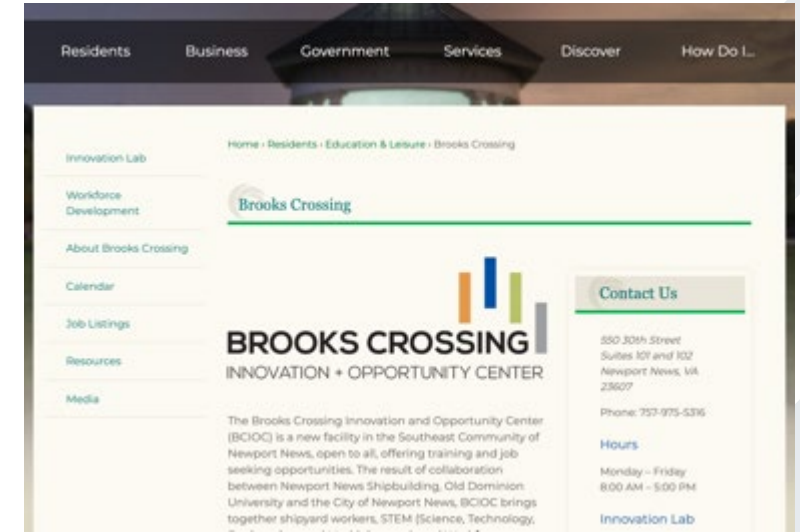 Residents Business Government Services Discover How Do I...
Home › Residents › Education & Leisure › Brooks Crossing
Innovation Lab
Workforce
Development
About Brooks Crossing
Calendar
Job Listings
Resources
Media
Brooks Crossing
BROOKS CROSSING
INNOVATION + OPPORTUNITY CENTER
The Brooks Crossing Innovation and Opportunity Center
(BCIOC) is a new facility in the Southeast Community of
Newport News, open to all, offering training and job
seeking opportunities. The result of collaboration
between Newport News Shipbuilding, Old Dominion
University and the City of Newport News, BCIOC brings
together shipyard workers, STEM (Science, Technology,
Contact Us
550 30th Street
Suites 101 and 102
Newport News, VA
23607
Phone: 757-975-5316
Hours
Monday – Friday
8:00 AM – 5:00 PM
Innovation Lab